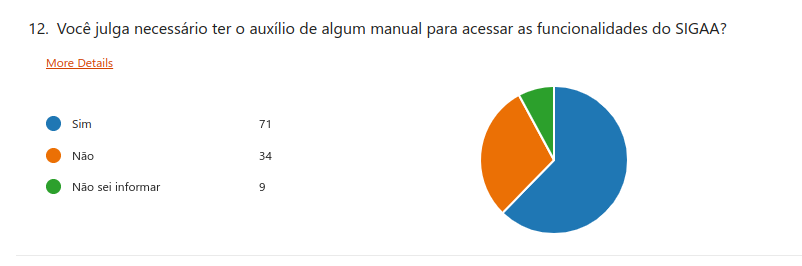 12. Você julga necessário ter o auxílio de algum manual para acessar as funcionalidades do SIGAA?
More Details
Sim 71
Não 34
Não sei informar 9